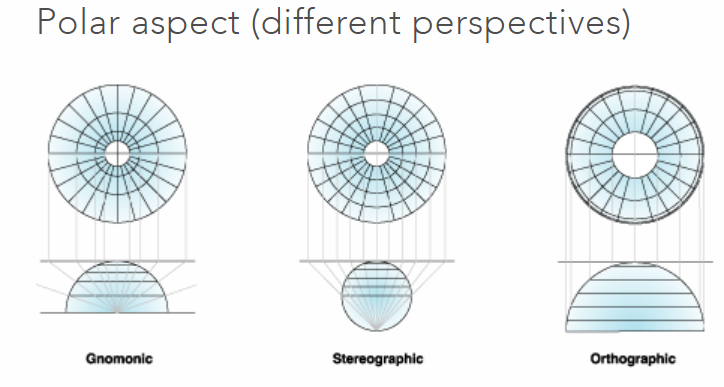 Polar aspect (different perspectives)
Gnomonic
Stereographic
Orthographic